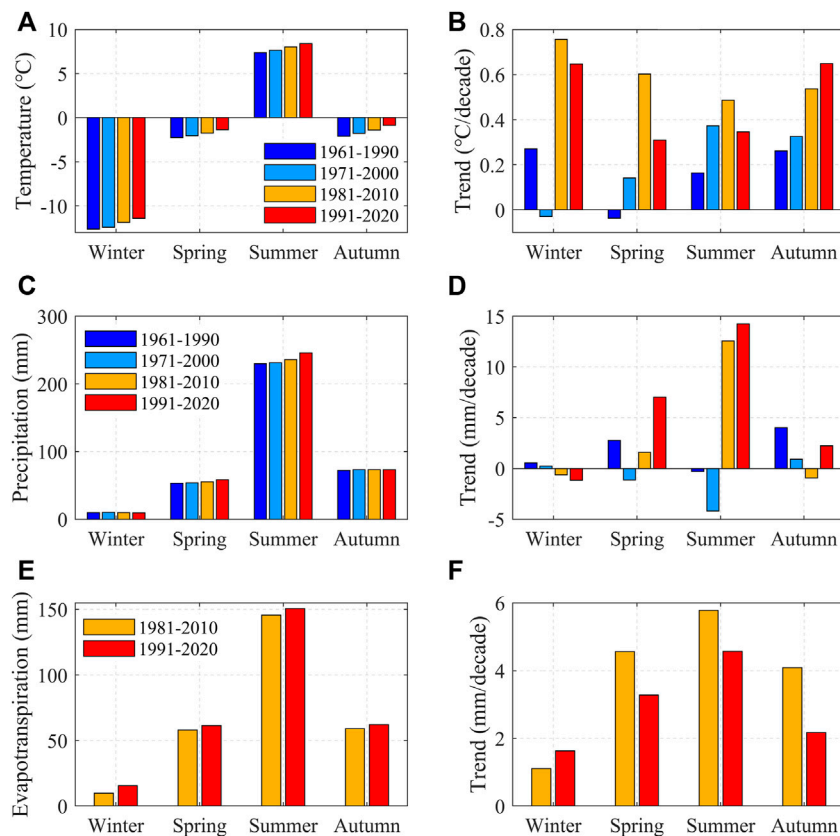 A
Temperature (℃)
10
5
0
-5
-10
1961-1990
1971-2000
1981-2010
1991-2020
Winter Spring Summer Autumn
B
Trend (℃/decade)
0.8
0.6
0.4
0.2
0
Winter Spring Summer Autumn
C
Precipitation (mm)
300
200
100
0
1961-1990
1971-2000
1981-2010
1991-2020
Winter Spring Summer Autumn
D
Trend (mm/decade)
15
10
5
0
-5
Winter Spring Summer Autumn
E
Evapotranspiration (mm)
150
100
50
0
1981-2010
1991-2020
Winter Spring Summer Autumn
F
Trend (mm/decade)
6
4
2
0
Winter Spring Summer Autumn